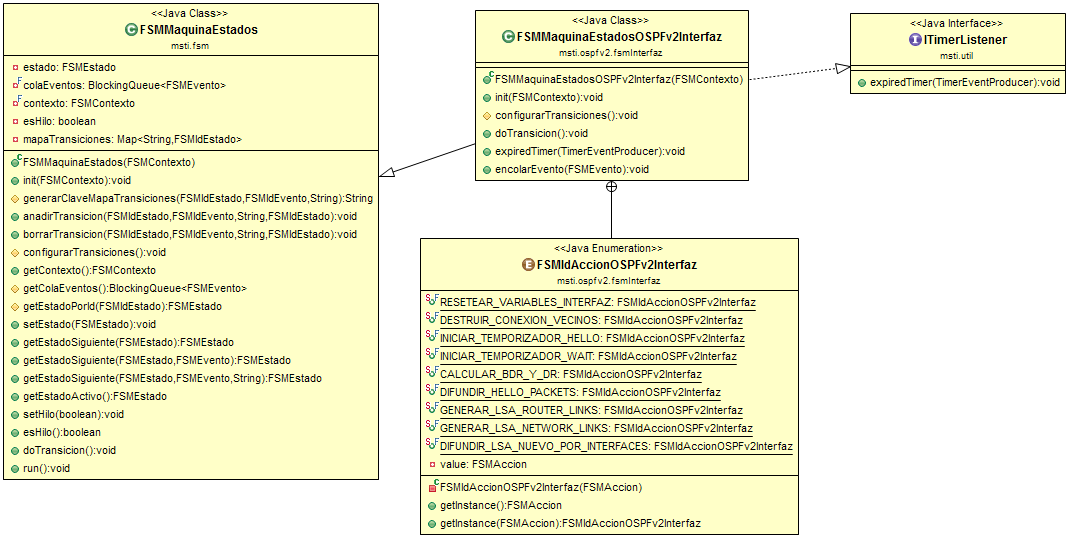 <<Java Class>>
FSMMaquinaEstados
msti.fsm
estado: FSMEstado
colaEventos: BlockingQueue<FSMEvento>
contexto: FSMContexto
esHilo: boolean
mapaTransiciones: Map<String,FSMIdEstado>
FSMMaquinaEstados(FSMContexto)
init(FSMContexto):void
generarClaveMapaTransiciones(FSMIdEstado,FSMIdEvento,String):String
anadirTransicion(FSMIdEstado,FSMIdEvento,String,FSMIdEstado):void
borrarTransicion(FSMIdEstado,FSMIdEvento,String,FSMIdEstado):void
configurarTransiciones():void
getContexto():FSMContexto
getColaEventos():BlockingQueue<FSMEvento>
getEstadoPorId(FSMIdEstado):FSMEstado
setEstado(FSMEstado):void
getEstadoSiguiente(FSMEstado):FSMEstado
getEstadoSiguiente(FSMEstado,FSMEvento):FSMEstado
getEstadoSiguiente(FSMEstado,FSMEvento,String):FSMEstado
getEstadoActivo():FSMEstado
setHilo(boolean):void
esHilo():boolean
doTransicion():void
run():void
<<Java Class>>
FSMMaquinaEstadosOSPFv2Interfaz
msti.ospfv2.fsmInterfaz
FSMMaquinaEstadosOSPFv2Interfaz(FSMContexto)
init(FSMContexto):void
configurarTransiciones():void
doTransicion():void
expiredTimer(TimerEventProducer):void
encolarEvento(FSMEvento):void
<<Java Interface>>
ITimerListener
msti.util
expiredTimer(TimerEventProducer):void
<<Java Enumeration>>
FSMIdAccionOSPFv2Interfaz
msti.ospfv2.fsmInterfaz
RESETEAR_VARIABLES_INTERFAZ: FSMIdAccionOSPFv2Interfaz
DESTRUIR_CONEXION_VECINOS: FSMIdAccionOSPFv2Interfaz
INICIAR_TEMPORIZADOR_HELLO: FSMIdAccionOSPFv2Interfaz
INICIAR_TEMPORIZADOR_WAIT: FSMIdAccionOSPFv2Interfaz
CALCULAR_BDR_Y_DR: FSMIdAccionOSPFv2Interfaz
DIFUNDIR_HELLO_PACKETS: FSMIdAccionOSPFv2Interfaz
GENERAR_LSA_ROUTER_LINKS: FSMIdAccionOSPFv2Interfaz
GENERAR_LSA_NETWORK_LINKS: FSMIdAccionOSPFv2Interfaz
DIFUNDIR_LSA_NUEVO_POR_INTERFACES: FSMIdAccionOSPFv2Interfaz
value: FSMAccion
FSMIdAccionOSPFv2Interfaz(FSMAccion)
getInstance():FSMAccion
getInstance(FSMAccion):FSMIdAccionOSPFv2Interfaz